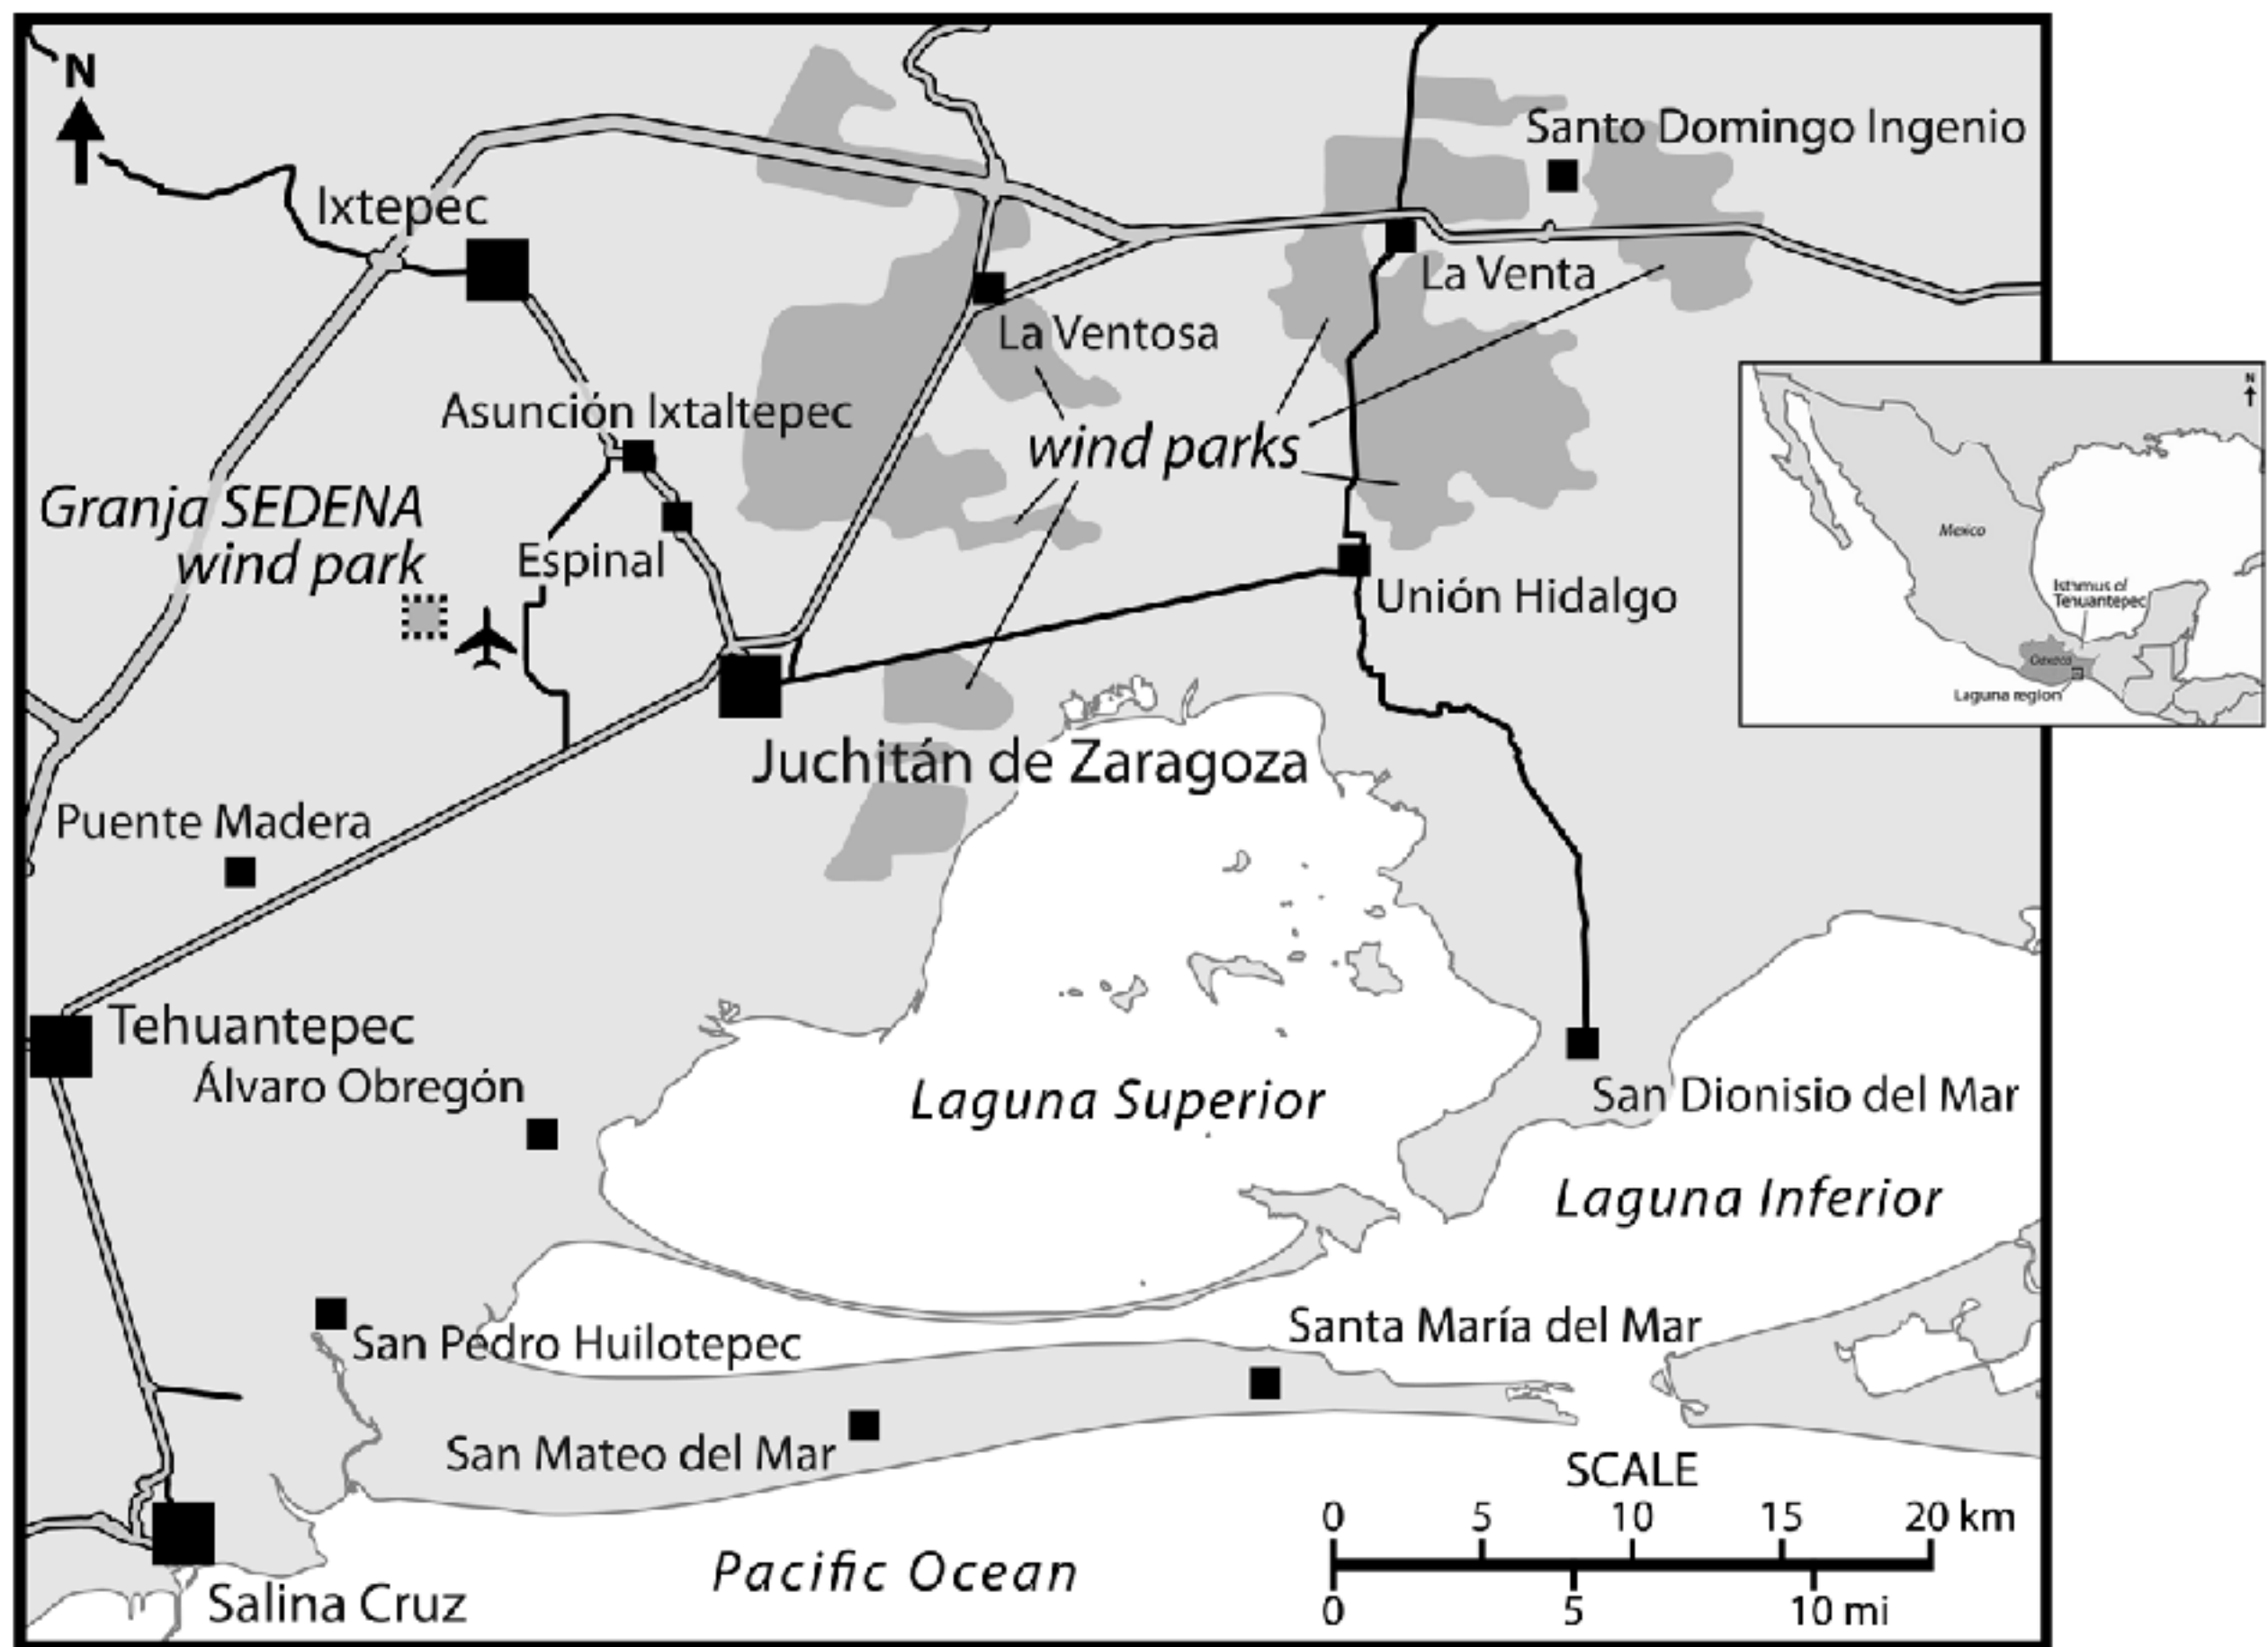 N
Santo Domingo Ingenio
Ixtepec
La Venta
La Ventosa
Asunción Ixtaltepec
wind parks
Granja SEDENA
wind park
Espinal
Unión Hidalgo
Juchitán de Zaragoza
Puente Madera
Tehuantepec
Álvaro Obregón
Laguna Superior
San Dionisio del Mar
Laguna Inferior
San Pedro Huilotepec
Santa María del Mar
San Mateo del Mar
SCALE
0 5 10 15 20 km
0 5 10 mi
Pacific Ocean
Salina Cruz
N
Mexico
Isthmus of
Tehuantepec
Oaxaca
Laguna region